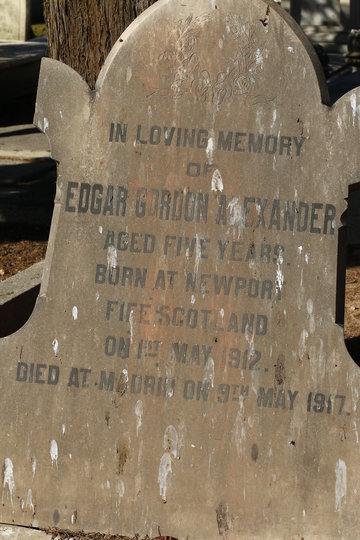 IN LOVING MEMORY
OF
EDGAR GORDON ALEXANDER
AGED FIVE YEARS
BORN AT NEWPORT
FIFE SCOTLAND
ON 1ST MAY 1912.
DIED AT MADRID ON 9TH MAY 1917.